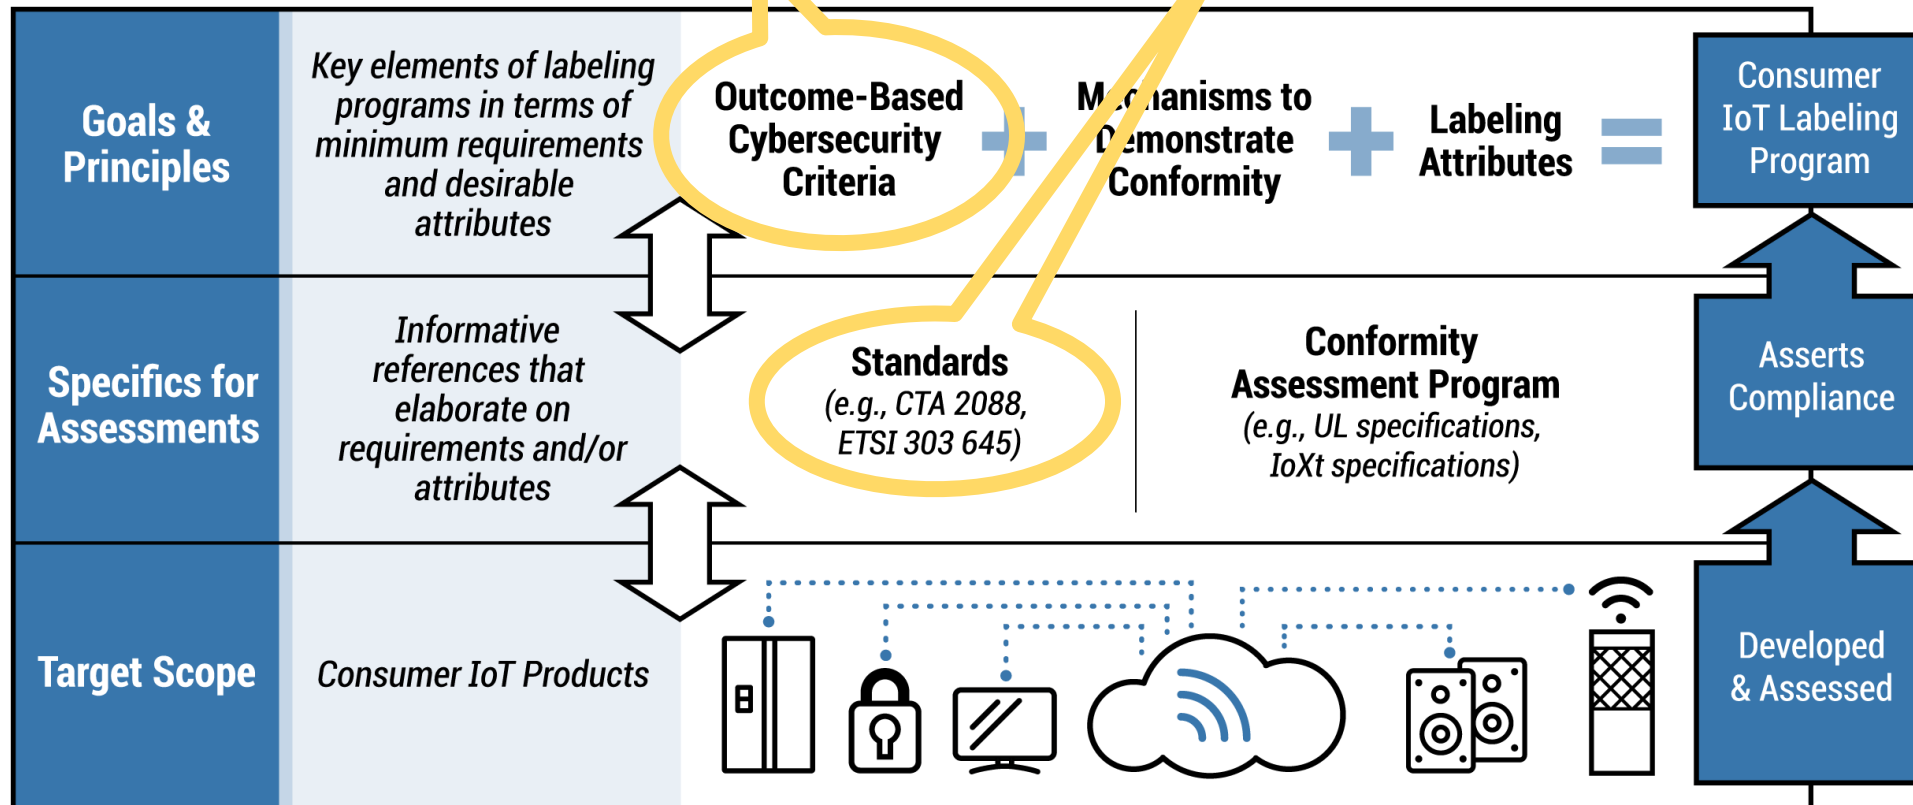 Goals &
Principles
Key elements of labeling
programs in terms of
minimum requirements
and desirable
attributes
Outcome-Based
Cybersecurity
Criteria
+
Mechanisms to
Demonstrate
Conformity
+
Labeling
Attributes
=
Consumer
IoT Labeling
Program
Specifics for
Assessments
Informative
references that
elaborate on
requirements and/or
attributes
Standards
(e.g., CTA 2088,
ETSI 303 645)
Conformity
Assessment Program
(e.g., UL specifications,
IoXt specifications)
Asserts
Compliance
Target Scope
Consumer IoT Products
Developed
& Assessed